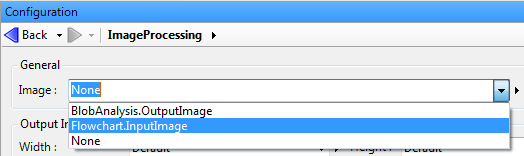 Configuration
Back ImageProcessing
General
Image : None
BlobAnalysis.OutputImage
Flowchart.InputImage
None
Output
Width : Default Height : Default